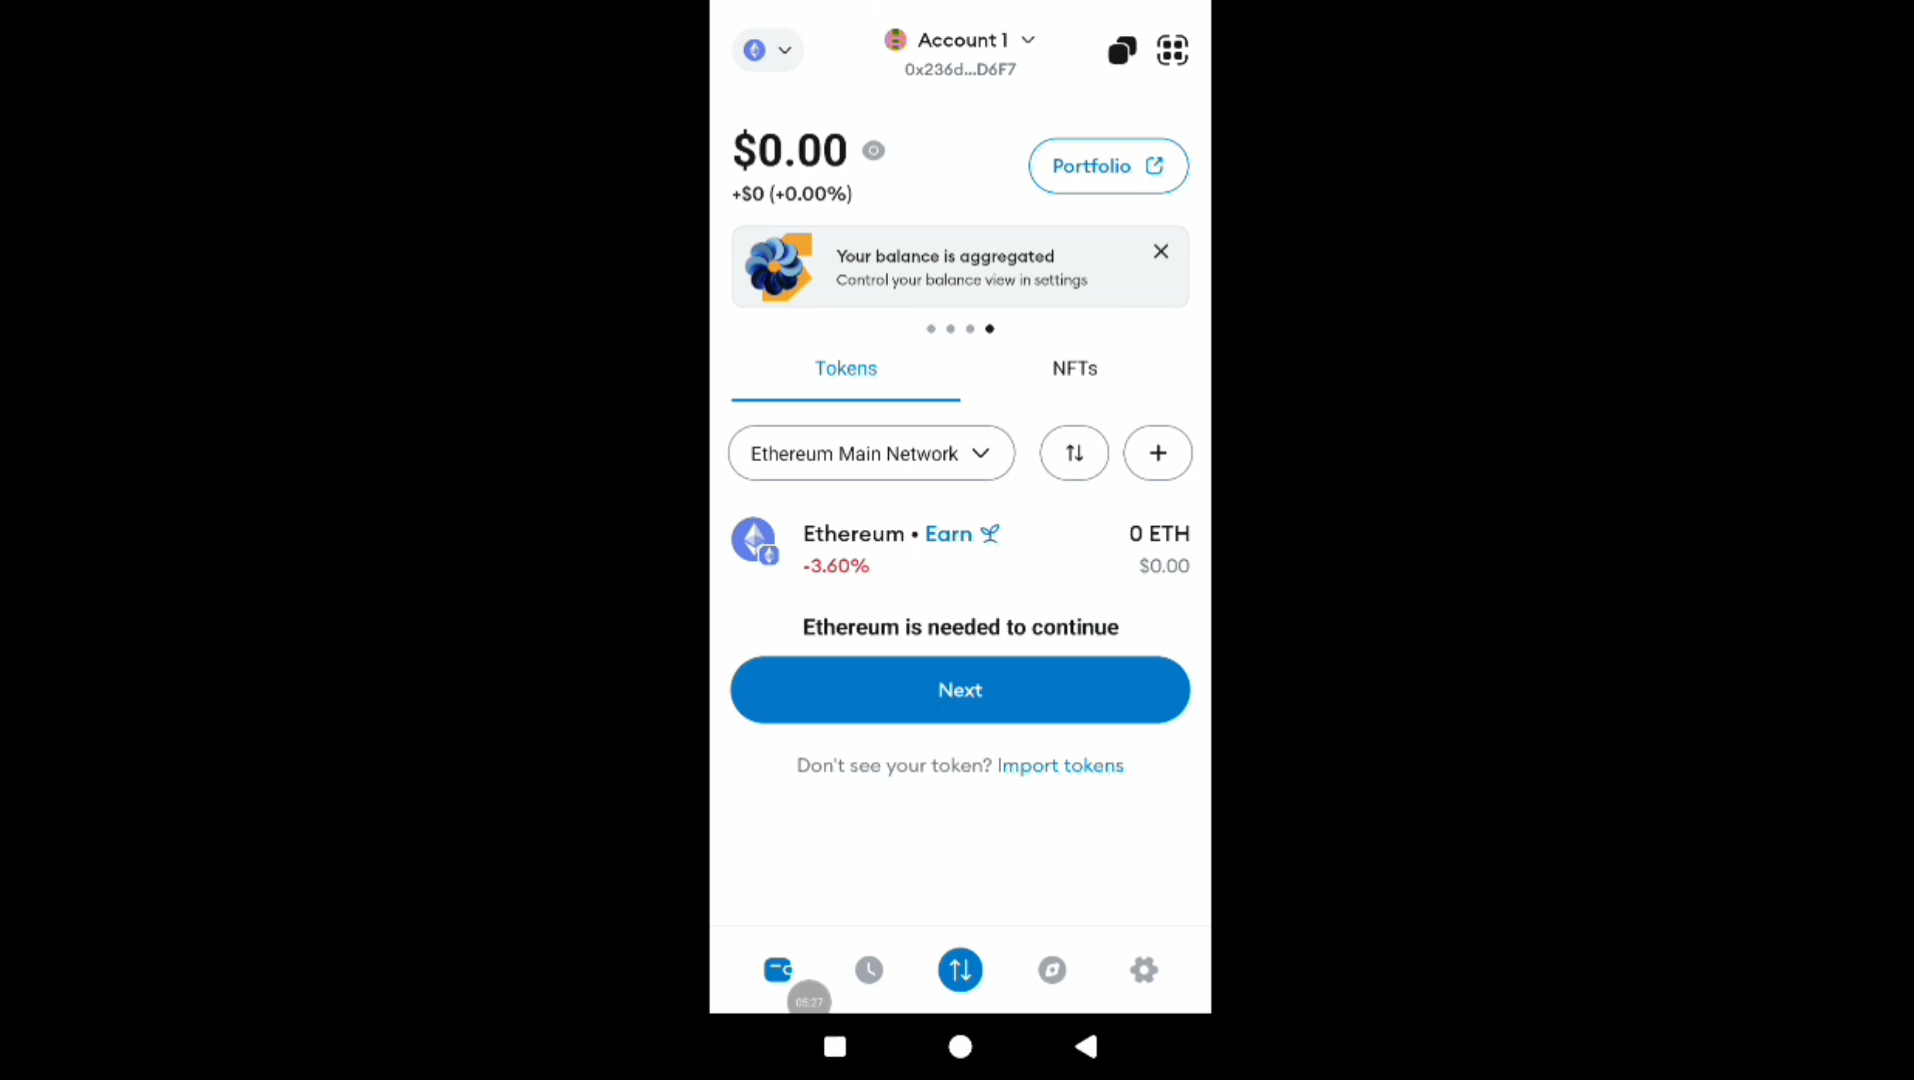 Account 1
0x236d...D6F7
$0.00
Portfolio
+$0 (+0.00%)
Your balance is aggregated
Control your balance view in settings
Tokens
NFTs
Ethereum Main Network
Ethereum • Earn
0 ETH
-3.60%
$0.00
Ethereum is needed to continue
Next
Don't see your token? Import tokens
05:27